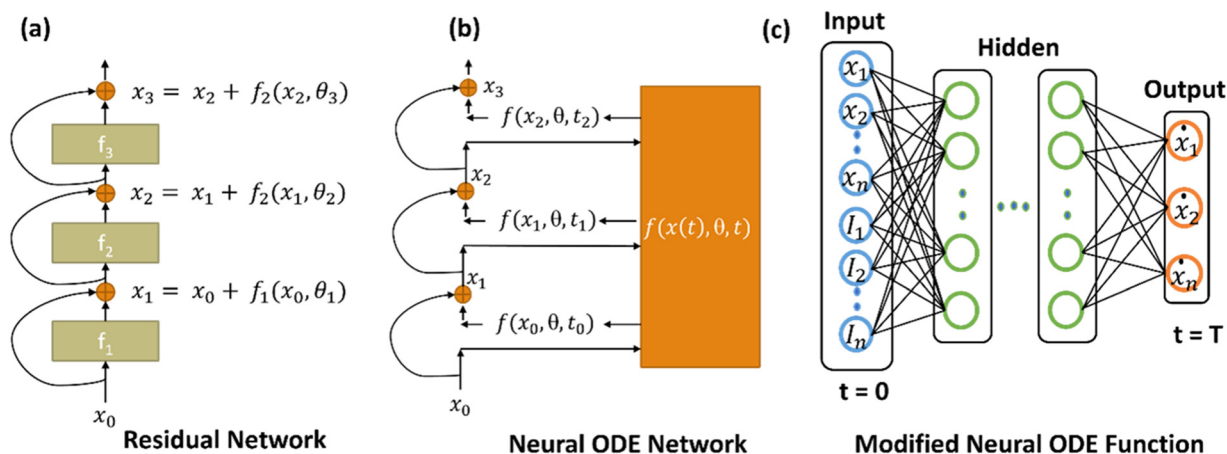 (a)
x₃ = x₂ + f₂(x₂, θ₃)
f₃
x₂ = x₁ + f₂(x₁, θ₂)
f₂
x₁ = x₀ + f₁(x₀, θ₁)
f₁
x₀
Residual Network
(b)
x₃
f(x₂, θ, t₂)
x₂
f(x₁, θ, t₁)
f(x(t), θ, t)
x₁
f(x₀, θ, t₀)
x₀
Neural ODE Network
(c)
Input
Hidden
Output
x₁
x₂
xₙ
I₁
I₂
Iₙ
t = 0
ẋ₁
ẋ₂
ẋₙ
t = T
Modified Neural ODE Function